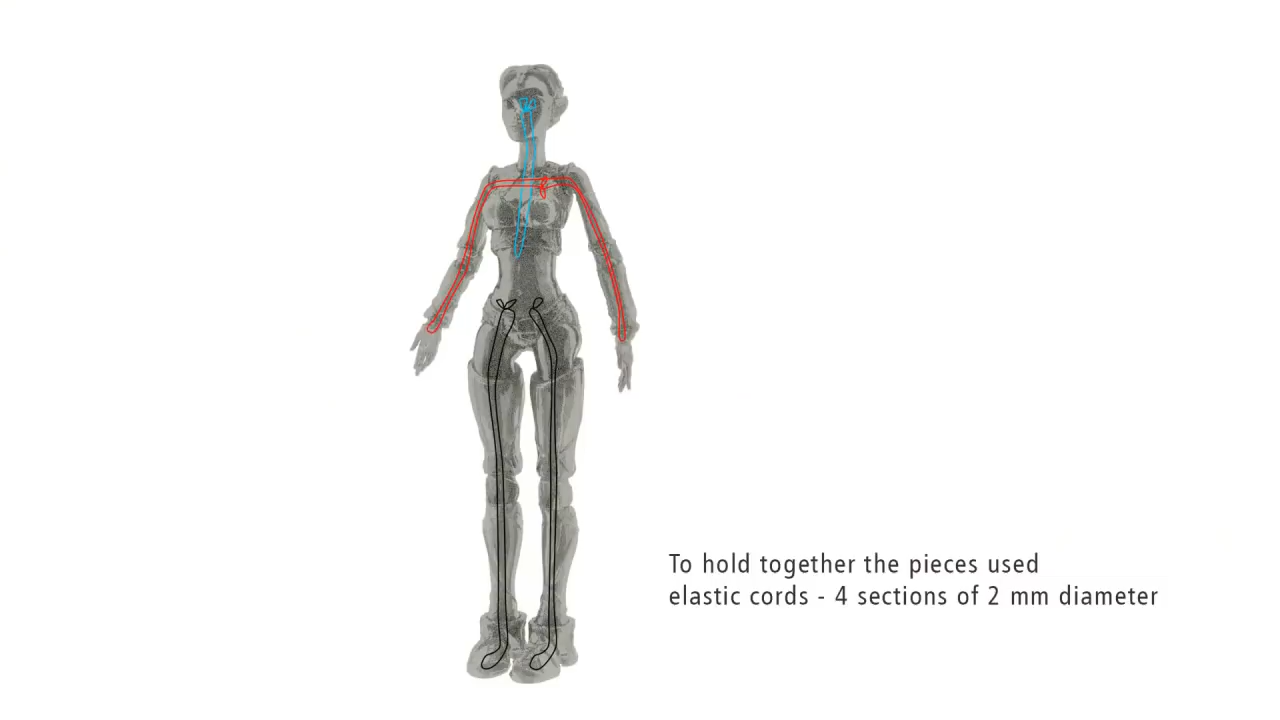 To hold together the pieces used
elastic cords - 4 sections of 2 mm diameter